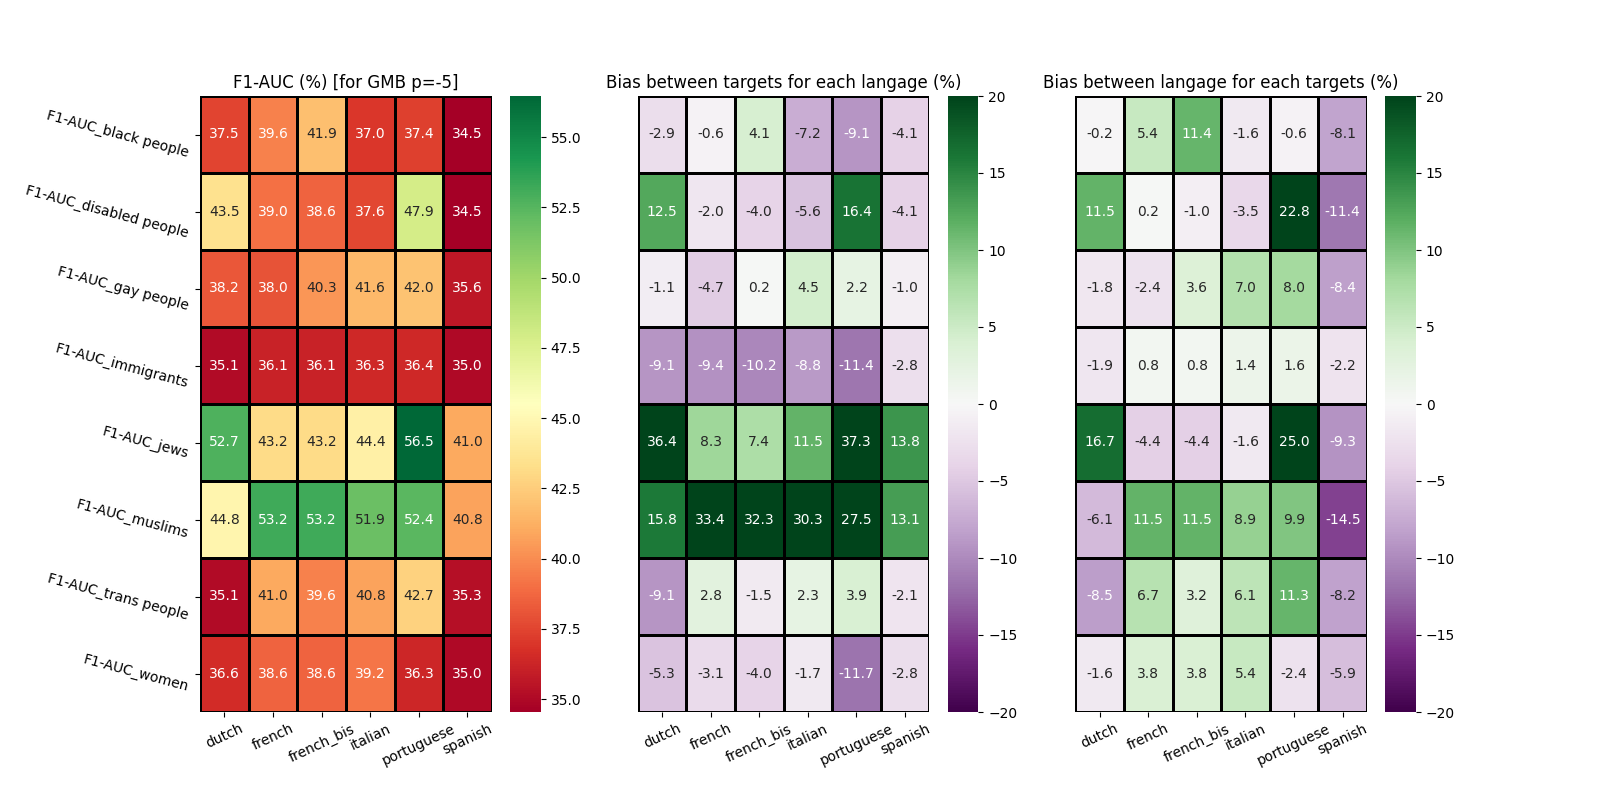 F1-AUC (%) [for GMB p=-5]
F1-AUC_black people 37.5 39.6 41.9 37.0 37.4 34.5
F1-AUC_disabled people 43.5 39.0 38.6 37.6 47.9 34.5
F1-AUC_gay people 38.2 38.0 40.3 41.6 42.0 35.6
F1-AUC_immigrants 35.1 36.1 36.1 36.3 36.4 35.0
F1-AUC_jews 52.7 43.2 43.2 44.4 56.5 41.0
F1-AUC_muslims 44.8 53.2 53.2 51.9 52.4 40.8
F1-AUC_trans people 35.1 41.0 39.6 40.8 42.7 35.3
F1-AUC_women 36.6 38.6 38.6 39.2 36.3 35.0
dutch french french_bis italian portuguese spanish
55.0
52.5
50.0
47.5
45.0
42.5
40.0
37.5
35.0
Bias between targets for each langage (%)
-2.9 -0.6 4.1 -7.2 -9.1 -4.1
12.5 -2.0 -4.0 -5.6 16.4 -4.1
-1.1 -4.7 0.2 4.5 2.2 -1.0
-9.1 -9.4 -10.2 -8.8 -11.4 -2.8
36.4 8.3 7.4 11.5 37.3 13.8
15.8 33.4 32.3 30.3 27.5 13.1
-9.1 2.8 -1.5 2.3 3.9 -2.1
-5.3 -3.1 -4.0 -1.7 -11.7 -2.8
dutch french french_bis italian portuguese spanish
20
15
10
5
0
−5
−10
−15
−20
Bias between langage for each targets (%)
-0.2 5.4 11.4 -1.6 -0.6 -8.1
11.5 0.2 -1.0 -3.5 22.8 -11.4
-1.8 -2.4 3.6 7.0 8.0 -8.4
-1.9 0.8 0.8 1.4 1.6 -2.2
16.7 -4.4 -4.4 -1.6 25.0 -9.3
-6.1 11.5 11.5 8.9 9.9 -14.5
-8.5 6.7 3.2 6.1 11.3 -8.2
-1.6 3.8 3.8 5.4 -2.4 -5.9
dutch french french_bis italian portuguese spanish
20
15
10
5
0
−5
−10
−15
−20